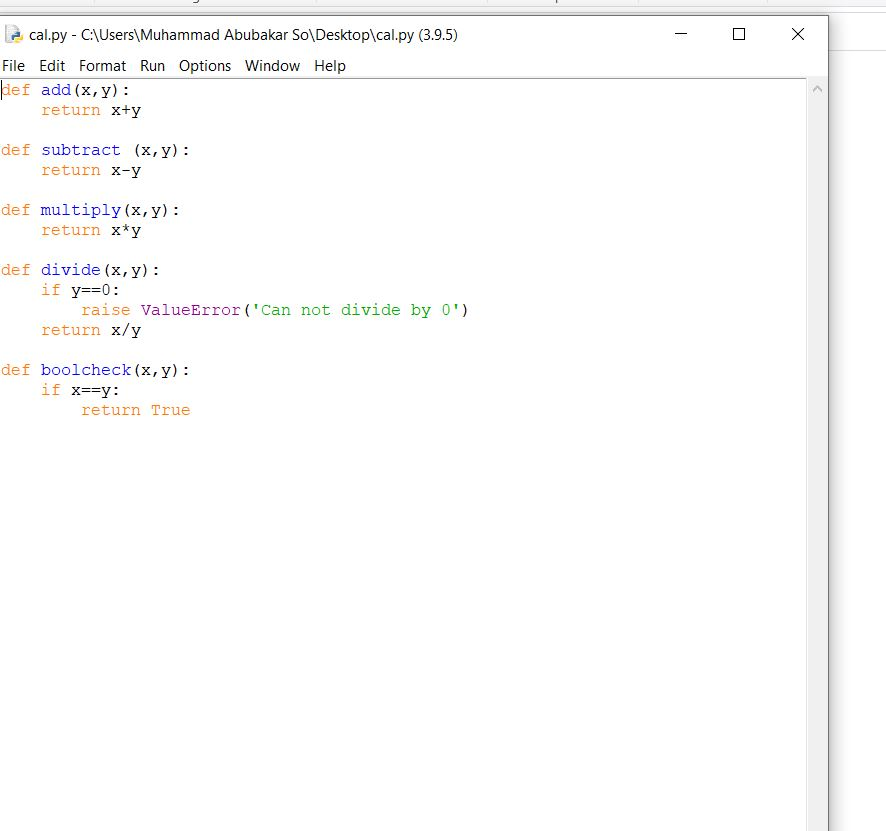 cal.py - C:\Users\Muhammad Abubakar So\Desktop\cal.py (3.9.5)
File Edit Format Run Options Window Help
def add(x,y):
    return x+y
def subtract (x,y):
    return x-y
def multiply(x,y):
    return x*y
def divide(x,y):
    if y==0:
        raise ValueError('Can not divide by 0')
    return x/y
def boolcheck(x,y):
    if x==y:
        return True